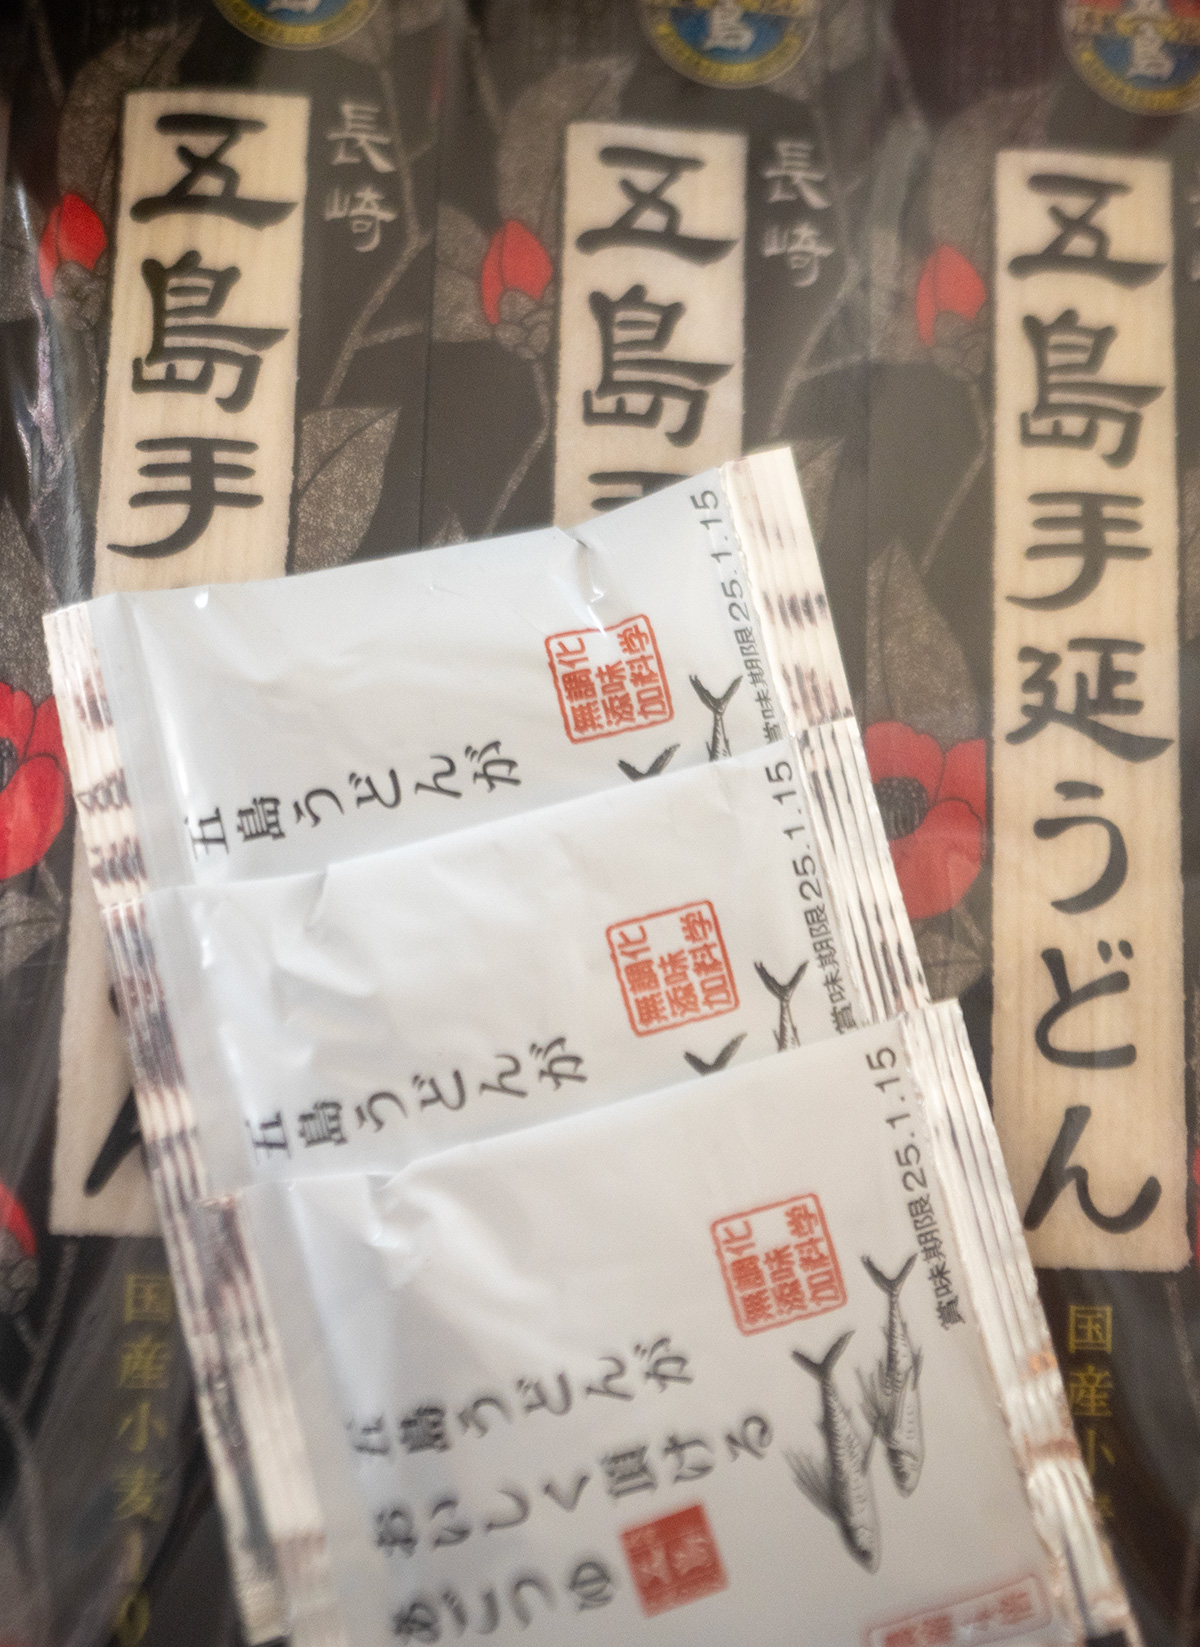 五島
五島
長崎
五島手
長崎
五島手
五島手延うどん
賞味期限 25.1.15
無化学調味料添加
五島うどんが
賞味期限 25.1.15
無化学調味料添加
五島うどんが
賞味期限 25.1.15
化学調味料無添加
五島うどんが
おいしく頂ける
あごつゆ
国産小麦
国産小